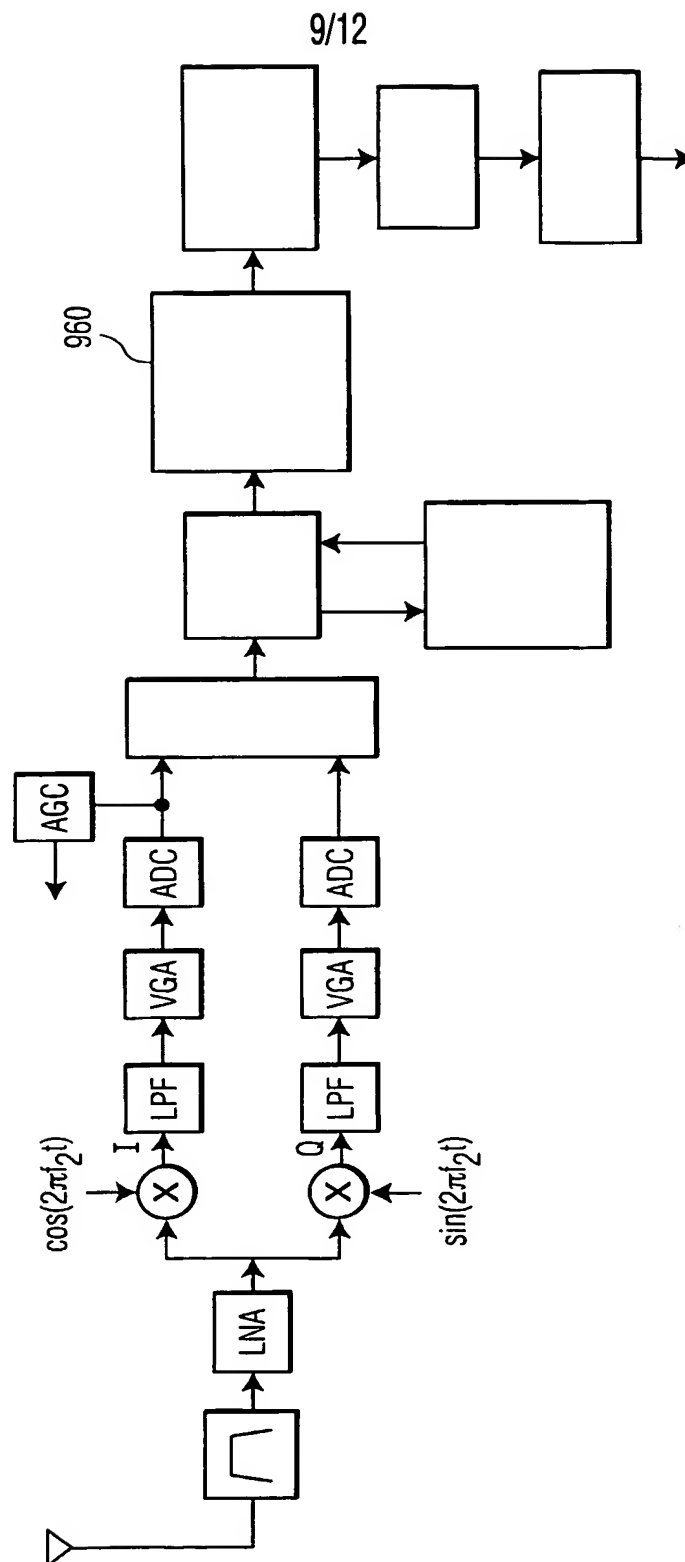 9/12
960
AGC
ADC
ADC
VGA
VGA
LPF
LPF
I
Q
cos(2πf₂t)
sin(2πf₂t)
X
X
LNA